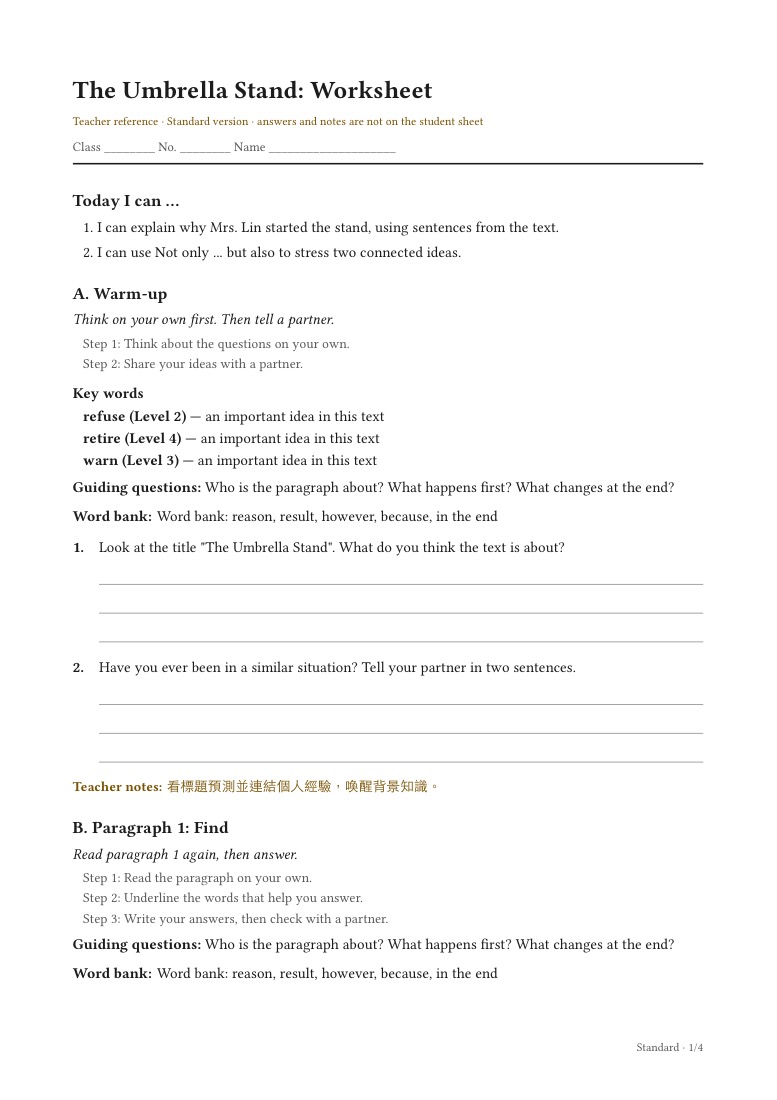 The Umbrella Stand: Worksheet
Teacher reference · Standard version · answers and notes are not on the student sheet
Class ________ No. ________ Name ____________________
Today I can ...
1. I can explain why Mrs. Lin started the stand, using sentences from the text.
2. I can use Not only ... but also to stress two connected ideas.
A. Warm-up
Think on your own first. Then tell a partner.
Step 1: Think about the questions on your own.
Step 2: Share your ideas with a partner.
Key words
refuse (Level 2) — an important idea in this text
retire (Level 4) — an important idea in this text
warn (Level 3) — an important idea in this text
Guiding questions: Who is the paragraph about? What happens first? What changes at the end?
Word bank: Word bank: reason, result, however, because, in the end
1. Look at the title "The Umbrella Stand". What do you think the text is about?
2. Have you ever been in a similar situation? Tell your partner in two sentences.
Teacher notes: 看標題預測並連結個人經驗，喚醒背景知識。
B. Paragraph 1: Find
Read paragraph 1 again, then answer.
Step 1: Read the paragraph on your own.
Step 2: Underline the words that help you answer.
Step 3: Write your answers, then check with a partner.
Guiding questions: Who is the paragraph about? What happens first? What changes at the end?
Word bank: Word bank: reason, result, however, because, in the end
Standard · 1/4